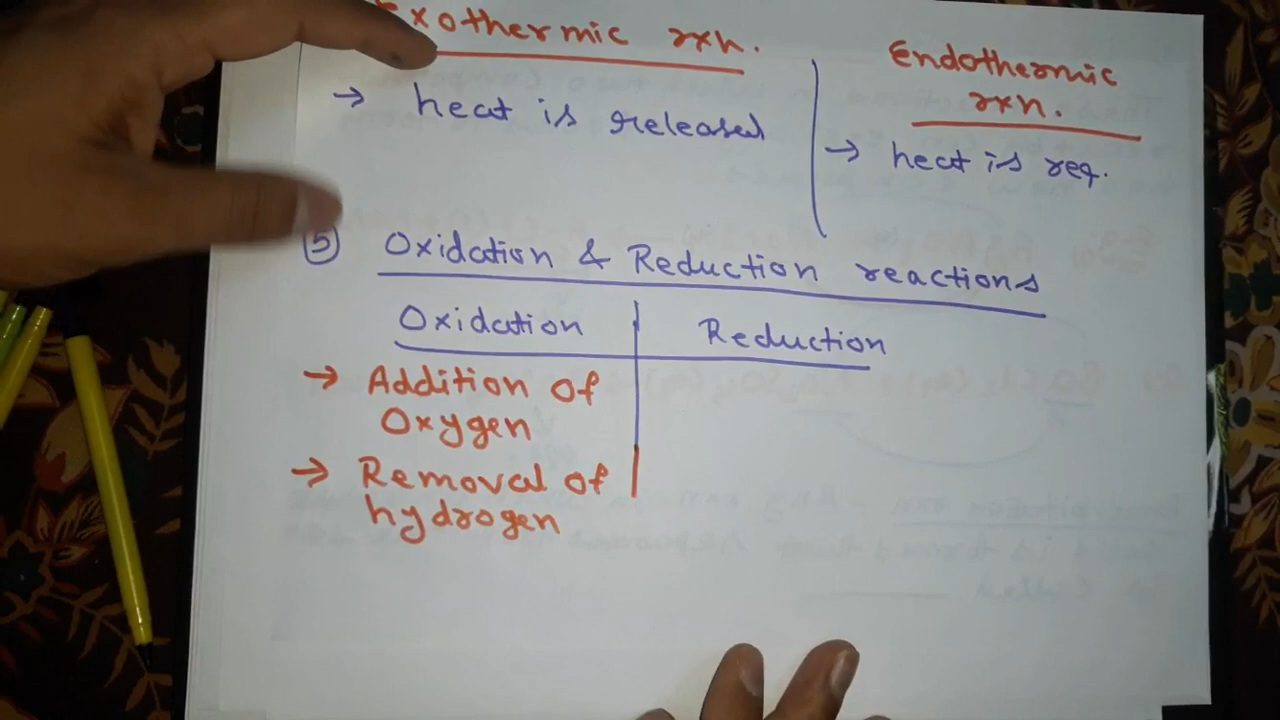 Exothermic rxn.
→ heat is released
Endothermic
rxn.
→ heat is req.
5 Oxidation & Reduction reactions
Oxidation
→ Addition of
Oxygen
→ Removal of
hydrogen
Reduction